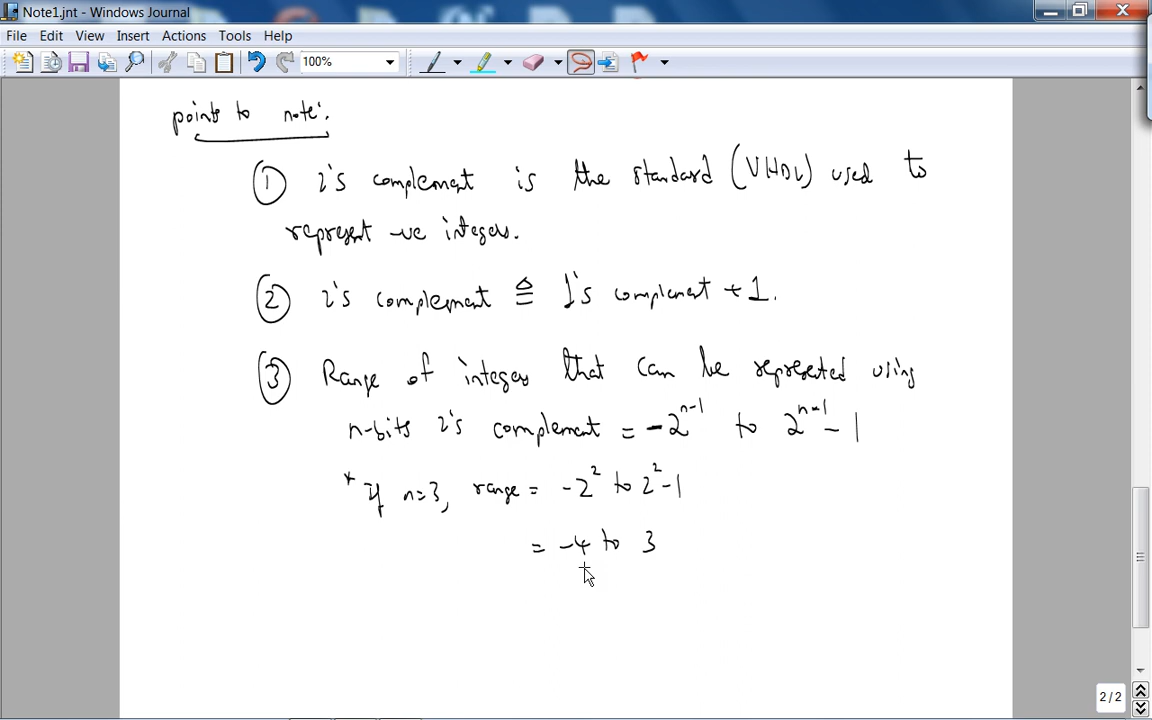 Note1.jnt - Windows Journal
File Edit View Insert Actions Tools Help
100%
points to note:
① 2's complement is the standard (VHDL) used to
represent -ve integers.
② 2's complement ≜ 1's complement + 1.
③ Range of integers that can be represented using
n-bits 2's complement = -2^(n-1) to 2^(n-1) - 1
* If n=3, range = -2^2 to 2^2-1
= -4 to 3
2/2